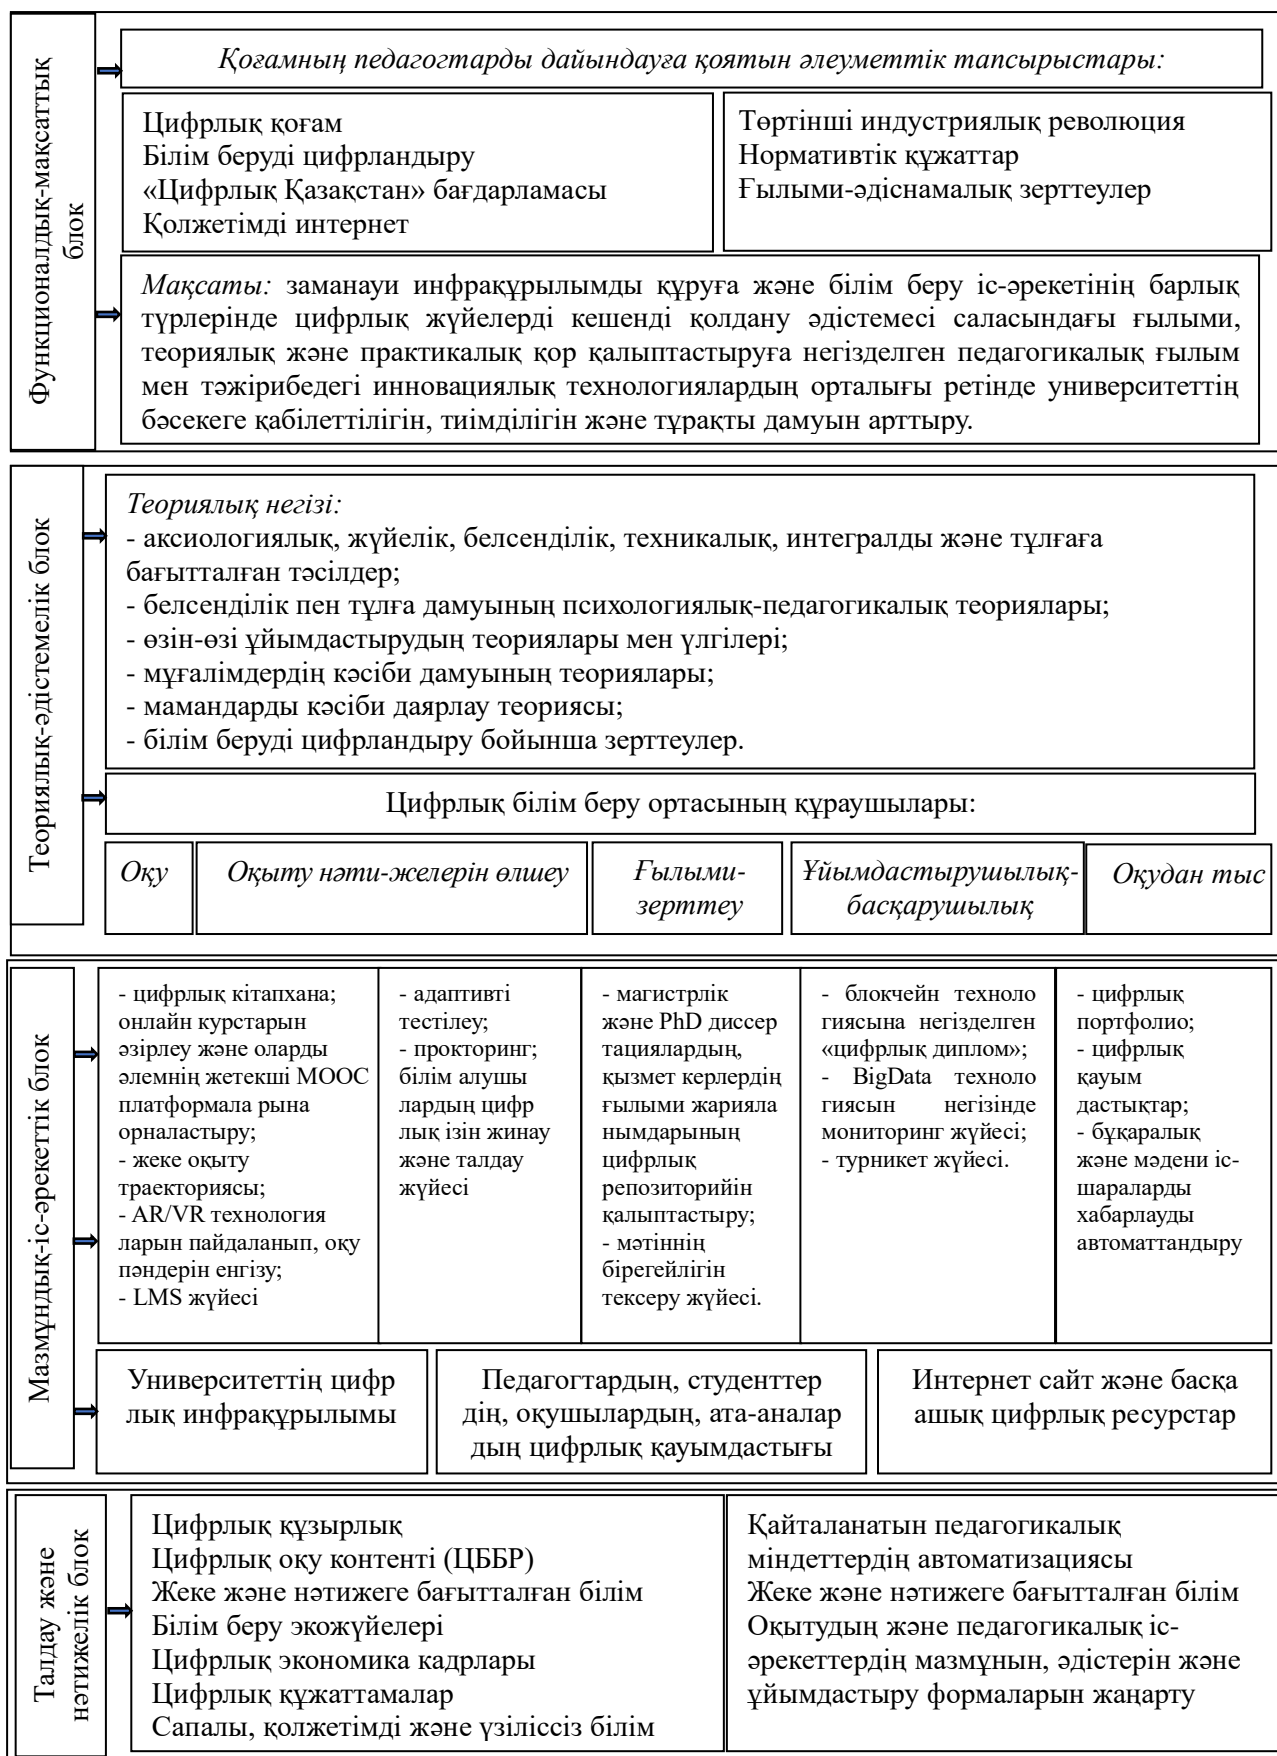 Функционалдық-мақсаттық
блок
Қоғамның педагогтарды дайындауға қоятын әлеуметтік тапсырыстары:
Цифрлық қоғам
Білім беруді цифрландыру
«Цифрлық Қазақстан» бағдарламасы
Қолжетімді интернет
Төртінші индустриялық революция
Нормативтік құжаттар
Ғылыми-әдіснамалық зерттеулер
Мақсаты: заманауи инфрақұрылымды құруға және білім беру іс-әрекетінің барлық
түрлерінде цифрлық жүйелерді кешенді қолдану әдістемесі саласындағы ғылыми,
теориялық және практикалық қор қалыптастыруға негізделген педагогикалық ғылым
мен тәжірибедегі инновациялық технологиялардың орталығы ретінде университеттің
бәсекеге қабілеттілігін, тиімділігін және тұрақты дамуын арттыру.
Теориялық-әдістемелік блок
Теориялық негізі:
- аксиологиялық, жүйелік, белсенділік, техникалық, интегралды және тұлғаға
бағытталған тәсілдер;
- белсенділік пен тұлға дамуының психологиялық-педагогикалық теориялары;
- өзін-өзі ұйымдастырудың теориялары мен үлгілері;
- мұғалімдердің кәсіби дамуының теориялары;
- мамандарды кәсіби даярлау теориясы;
- білім беруді цифрландыру бойынша зерттеулер.
Цифрлық білім беру ортасының құраушылары:
Оқу
Оқыту нәти-желерін өлшеу
Ғылыми-
зерттеу
Ұйымдастырушылық-
басқарушылық
Оқудан тыс
Мазмұндық-іс-әрекеттік блок
- цифрлық кітапхана;
онлайн курстарын
әзірлеу және оларды
әлемнің жетекші MOOC
платформала рына
орналастыру;
- жеке оқыту
траекториясы;
- AR/VR технология
ларын пайдаланып, оқу
пәндерін енгізу;
- LMS жүйесі
- адаптивті
тестілеу;
- прокторинг;
білім алушы
лардың цифр
лық ізін жинау
және талдау
жүйесі
- магистрлік
және PhD диссер
тациялардың,
қызмет керлердің
ғылыми жарияла
нымдарының
цифрлық
репозиторийін
қалыптастыру;
- мәтіннің
бірегейлігін
тексеру жүйесі.
- блокчейн техноло
гиясына негізделген
«цифрлық диплом»;
- BigData техноло
гиясын негізінде
мониторинг жүйесі;
- турникет жүйесі.
- цифрлық
портфолио;
- цифрлық
қауым
дастықтар;
- бұқаралық
және мәдени іс-
шараларды
хабарлауды
автоматтандыру
Университеттің цифр
лық инфрақұрылымы
Педагогтардың, студенттер
дің, оқушылардың, ата-аналар
дың цифрлық қауымдастығы
Интернет сайт және басқа
ашық цифрлық ресурстар
Талдау және
нәтижелік блок
Цифрлық құзырлық
Цифрлық оқу контенті (ЦББР)
Жеке және нәтижеге бағытталған білім
Білім беру экожүйелері
Цифрлық экономика кадрлары
Цифрлық құжаттамалар
Сапалы, қолжетімді және үзіліссіз білім
Қайталанатын педагогикалық
міндеттердің автоматизациясы
Жеке және нәтижеге бағытталған білім
Оқытудың және педагогикалық іс-
әрекеттердің мазмұнын, әдістерін және
ұйымдастыру формаларын жаңарту